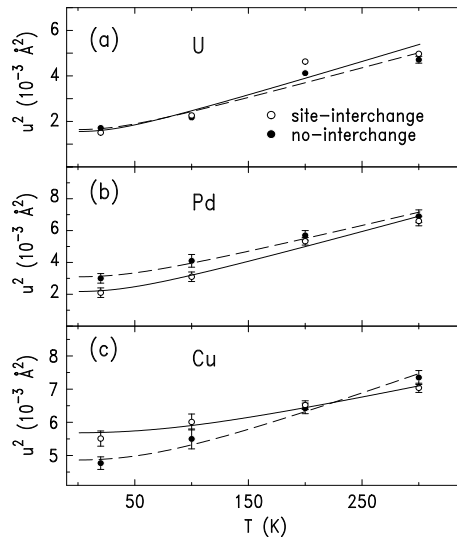 (a) U
6
4
2
u² (10⁻³ Å²)
○ site-interchange
● no-interchange
(b) Pd
8
6
4
2
u² (10⁻³ Å²)
(c) Cu
8
7
6
5
u² (10⁻³ Å²)
50 150 250
T (K)